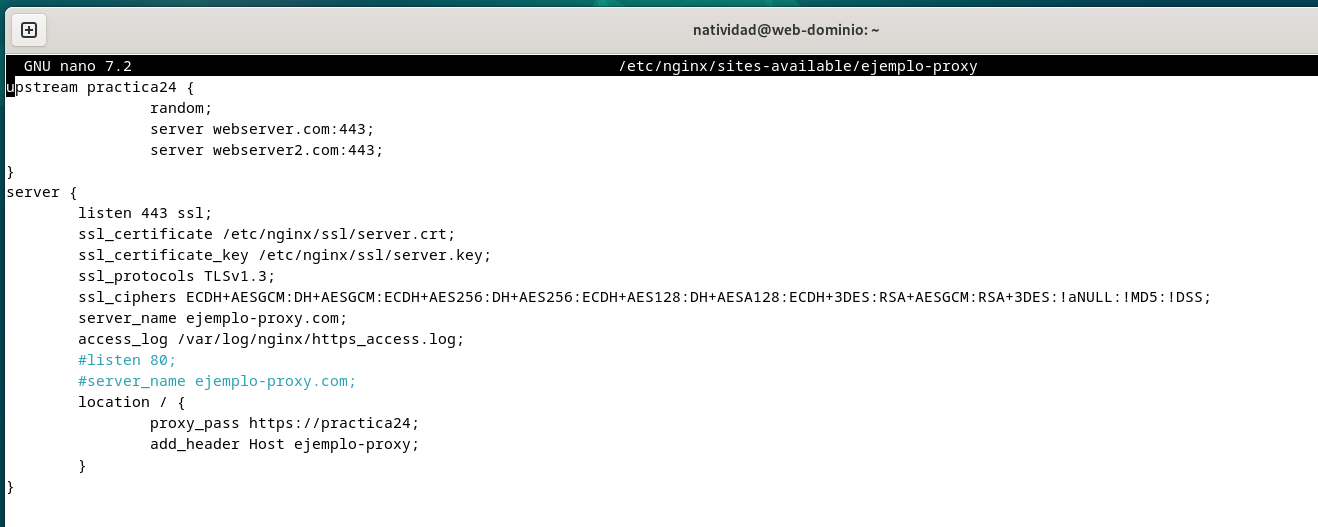 natividad@web-dominio: ~
GNU nano 7.2 /etc/nginx/sites-available/ejemplo-proxy
upstream practica24 {
random;
server webserver.com:443;
server webserver2.com:443;
}
server {
listen 443 ssl;
ssl_certificate /etc/nginx/ssl/server.crt;
ssl_certificate_key /etc/nginx/ssl/server.key;
ssl_protocols TLSv1.3;
ssl_ciphers ECDH+AESGCM:DH+AESGCM:ECDH+AES256:DH+AES256:ECDH+AES128:DH+AESA128:ECDH+3DES:RSA+AESGCM:RSA+3DES:!aNULL:!MD5:!DSS;
server_name ejemplo-proxy.com;
access_log /var/log/nginx/https_access.log;
#listen 80;
#server_name ejemplo-proxy.com;
location / {
proxy_pass https://practica24;
add_header Host ejemplo-proxy;
}
}